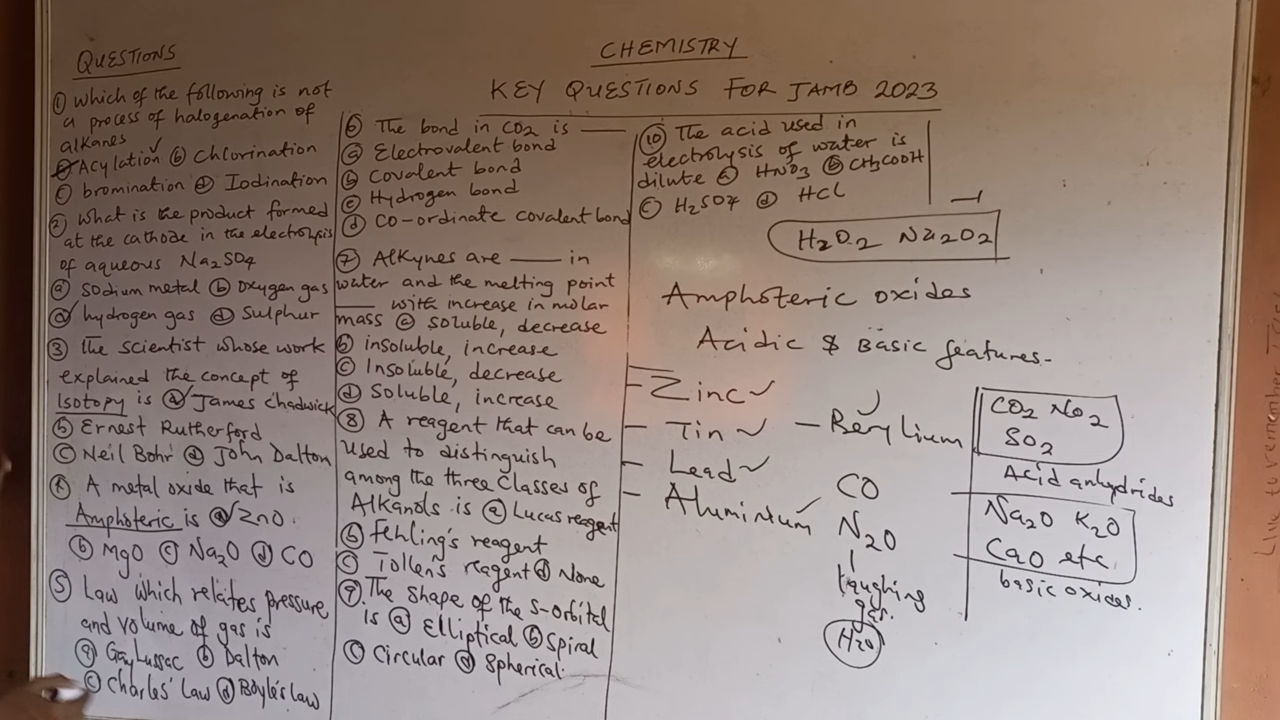 CHEMISTRY
KEY QUESTIONS FOR JAMB 2023
QUESTIONS
① Which of the following is not
a process of halogenation of
alkanes
ⓐ Acylation ✓ ⓑ Chlorination
ⓒ bromination ⓓ Iodination
② What is the product formed
at the cathode in the electrolysis
of aqueous Na2SO4
ⓐ Sodium metal ⓑ oxygen gas
hydrogen gas ⓓ Sulphur
③ The scientist whose work
explained the concept of
Isotopy is ⓐ James Chadwick
ⓑ Ernest Rutherford
ⓒ Neil Bohr ⓓ John Dalton
A metal oxide that is
Amphoteric is ⓐ ZnO
ⓑ MgO ⓒ Na2O ⓓ CO
⑤ Law which relates pressure
and volume of gas is
ⓐ Gay Lussac ⓑ Dalton
ⓒ Charles' Law ⓓ Boyle's Law
⑥ The bond in CO2 is ——
ⓐ Electrovalent bond
ⓑ Covalent bond
ⓒ Hydrogen bond
ⓓ Co-ordinate covalent bond
⑦ Alkynes are —— in
water and the melting point
—— with increase in molar
mass ⓐ soluble, decrease
ⓑ insoluble, increase
ⓒ Insoluble, decrease
ⓓ Soluble, increase
⑧ A reagent that can be
used to distinguish
among the three classes of
Alkanols is ⓐ Lucas reagent
ⓑ Fehling's reagent
ⓒ Tollen's reagent ⓓ None
⑨ The shape of the s-orbital
is ⓐ Elliptical ⓑ Spiral
ⓒ Circular ⓓ Spherical
⑩ The acid used in
electrolysis of water is
dilute ⓐ HNO3 ⓑ CH3COOH
ⓒ H2SO4 ⓓ HCl
H2O2 Na2O2
Amphoteric oxides
Acidic & Basic features-
- Zinc ✓
- Tin ✓ - Berylium
- Lead ✓
- Aluminium
CO
N2O
Laughing
gas.
H2O
CO2 NO2
SO2
Acid anhydrides
Na2O K2O
CaO etc
basic oxides.